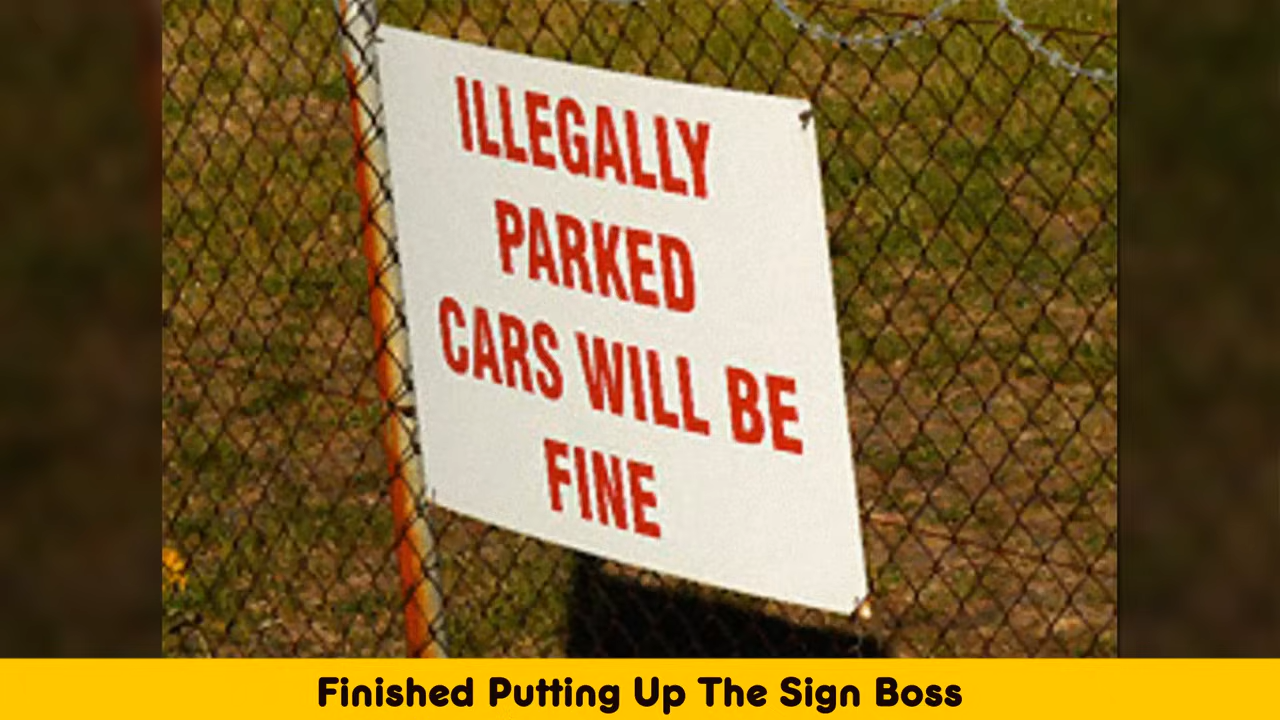 ILLEGALLY
PARKED
CARS WILL BE
FINE
Finished Putting Up The Sign Boss